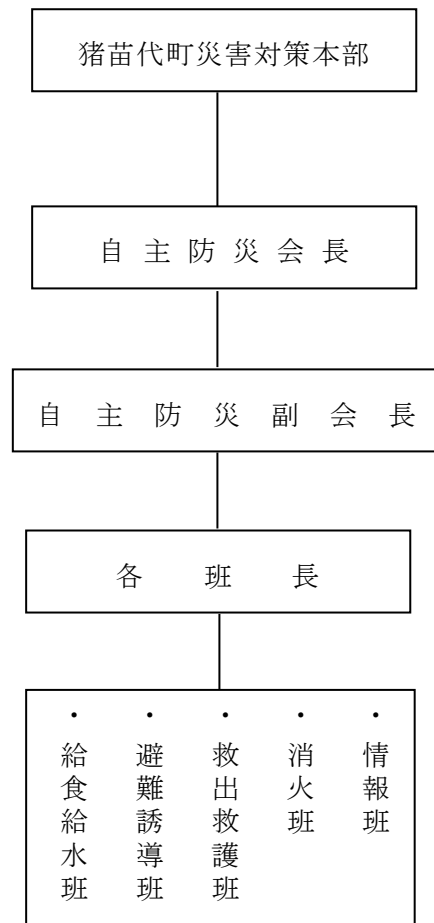 猪苗代町災害対策本部
自主防災会長
自主防災副会長
各班長
・情報班
・消火班
・救出救護班
・避難誘導班
・給食給水班